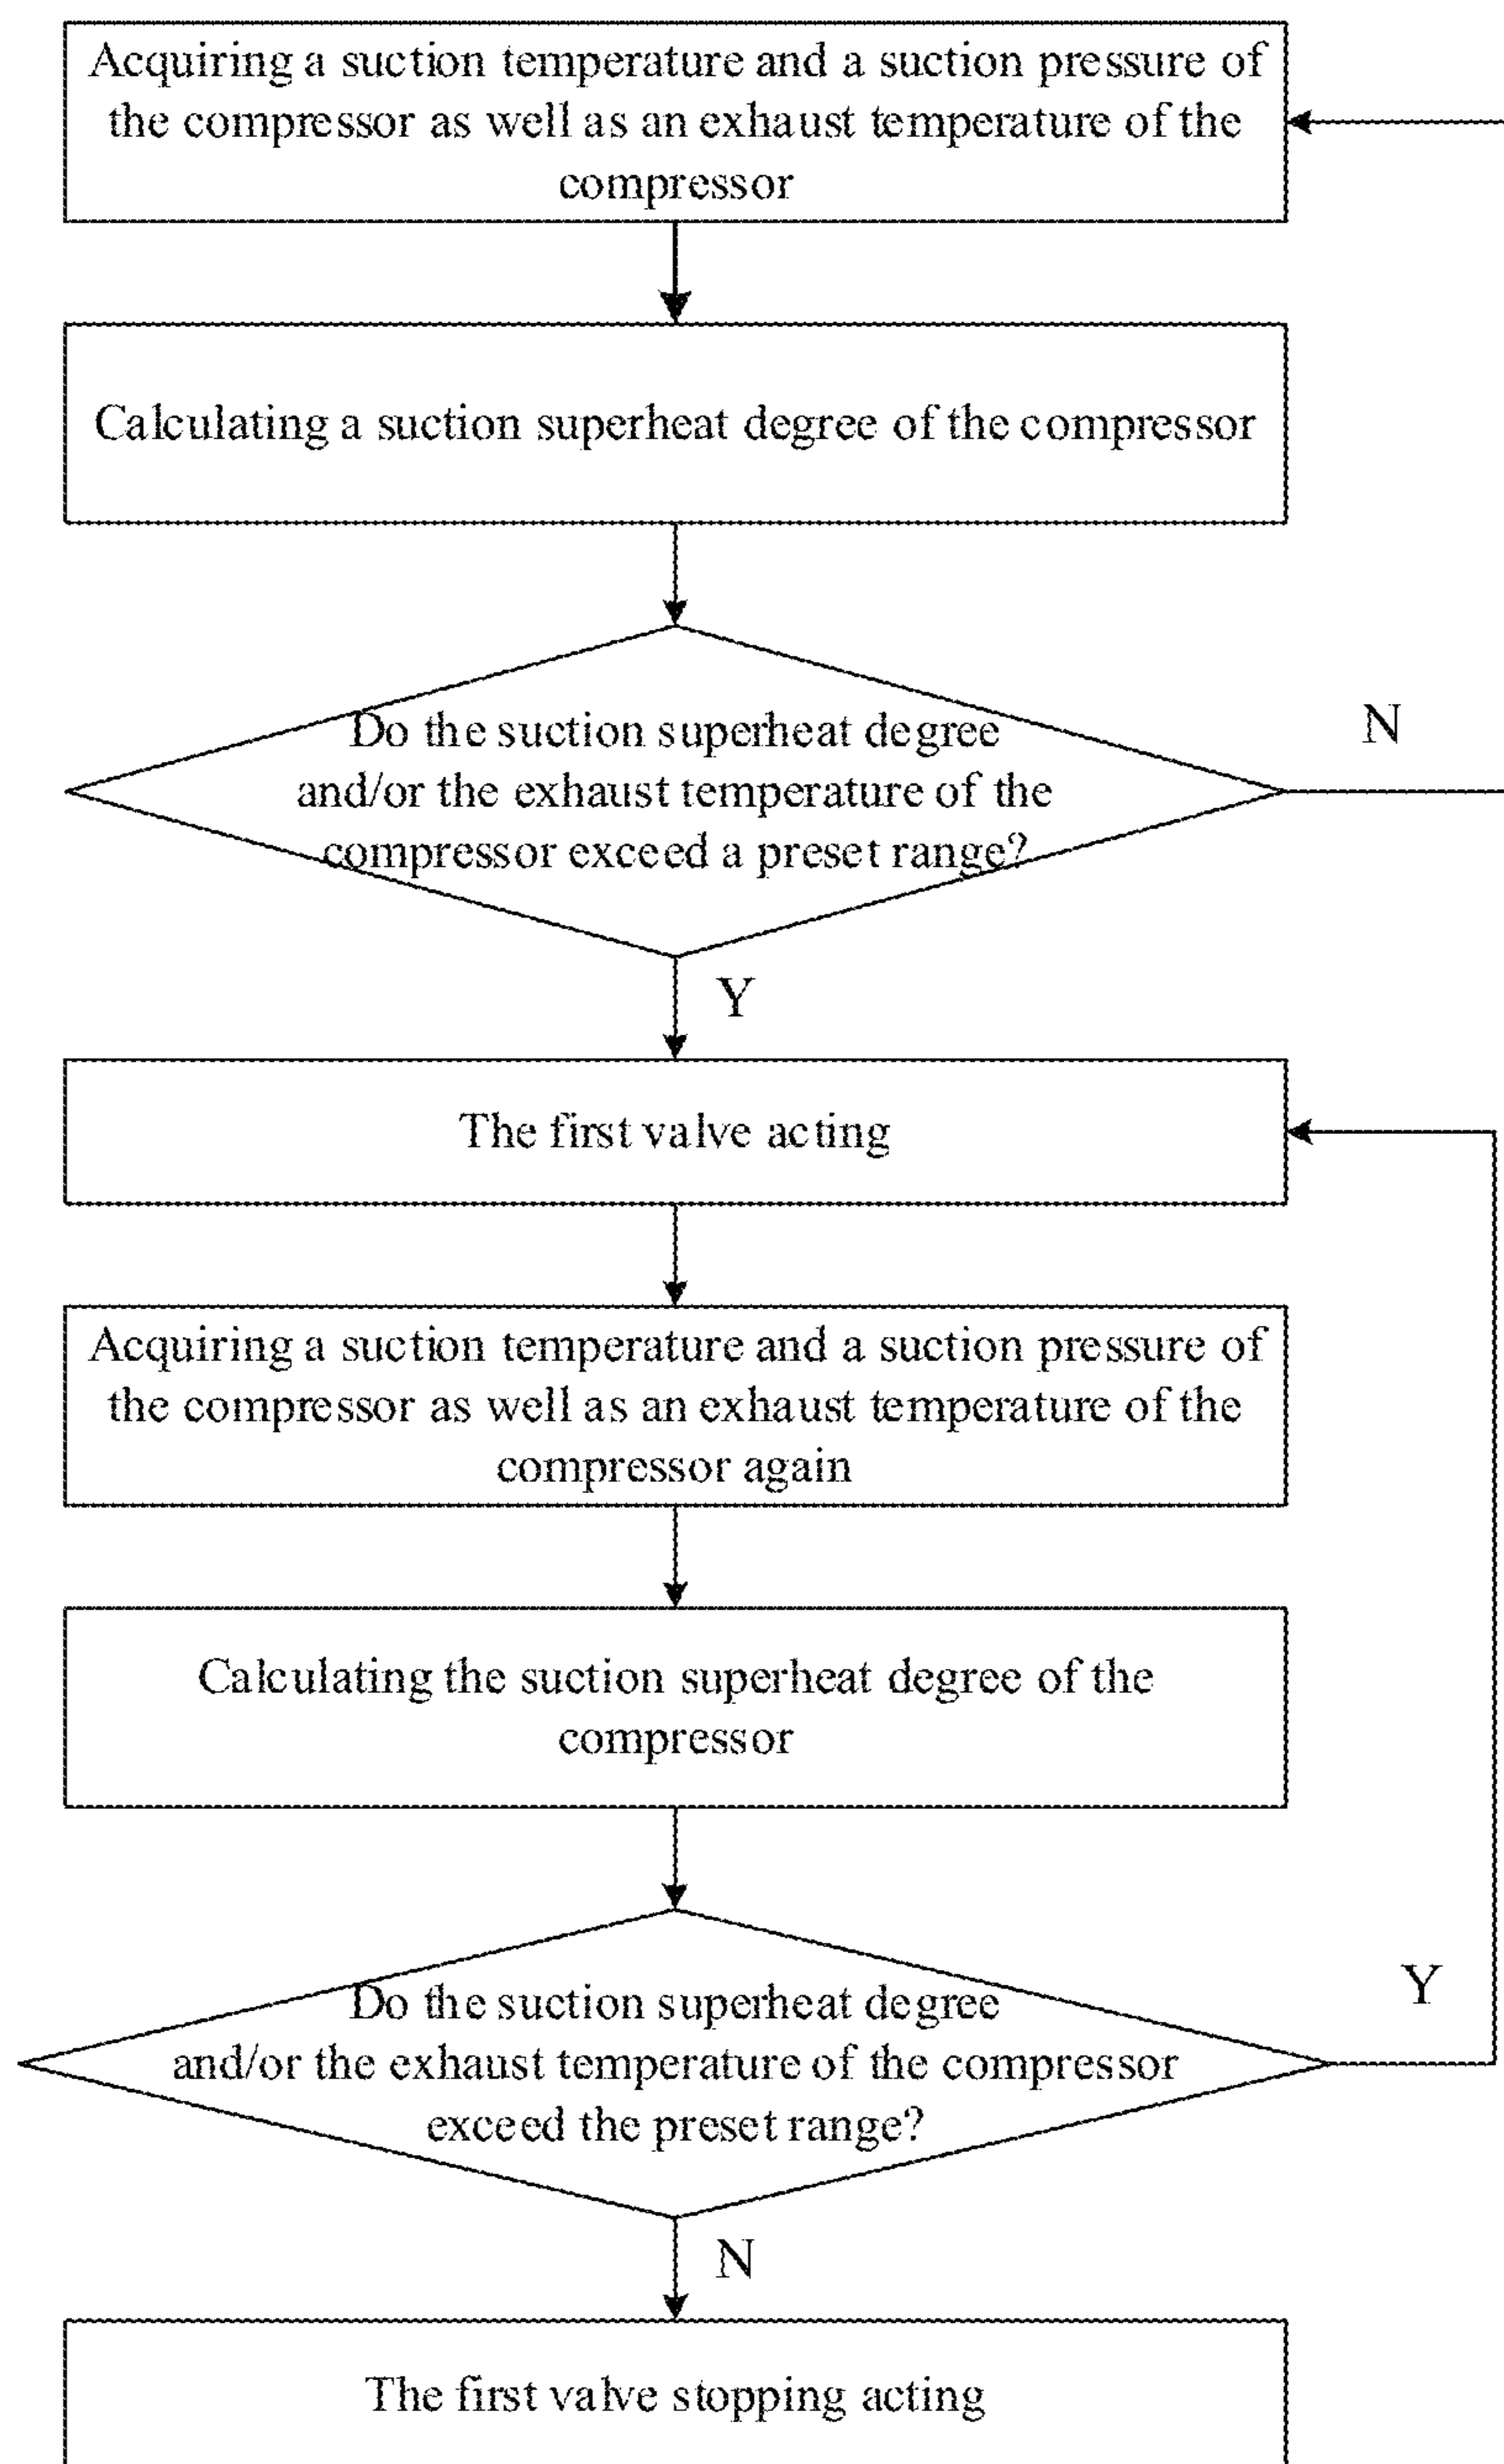 Acquiring a suction temperature and a suction pressure of
the compressor as well as an exhaust temperature of the
compressor
Calculating a suction superheat degree of the compressor
Do the suction superheat degree
and/or the exhaust temperature of the
compressor exceed a preset range?
N
Y
The first valve acting
Acquiring a suction temperature and a suction pressure of
the compressor as well as an exhaust temperature of the
compressor again
Calculating the suction superheat degree of the
compressor
Do the suction superheat degree
and/or the exhaust temperature of the compressor
exceed the preset range?
Y
N
The first valve stopping acting